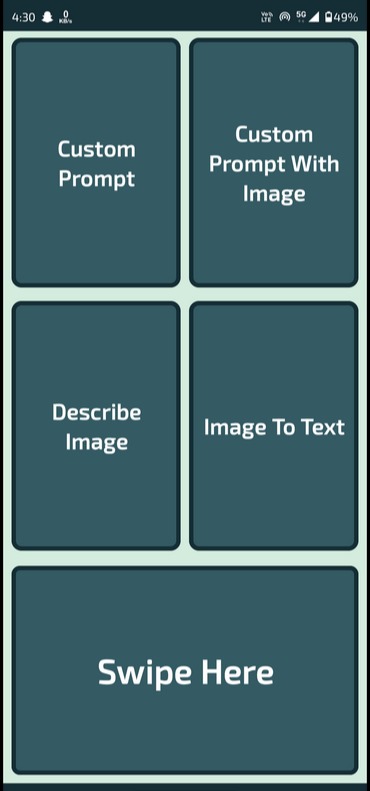 4:30
0
KB/s
Vo
LTE
5G
49%
Custom
Prompt
Custom
Prompt With
Image
Describe
Image
Image To Text
Swipe Here